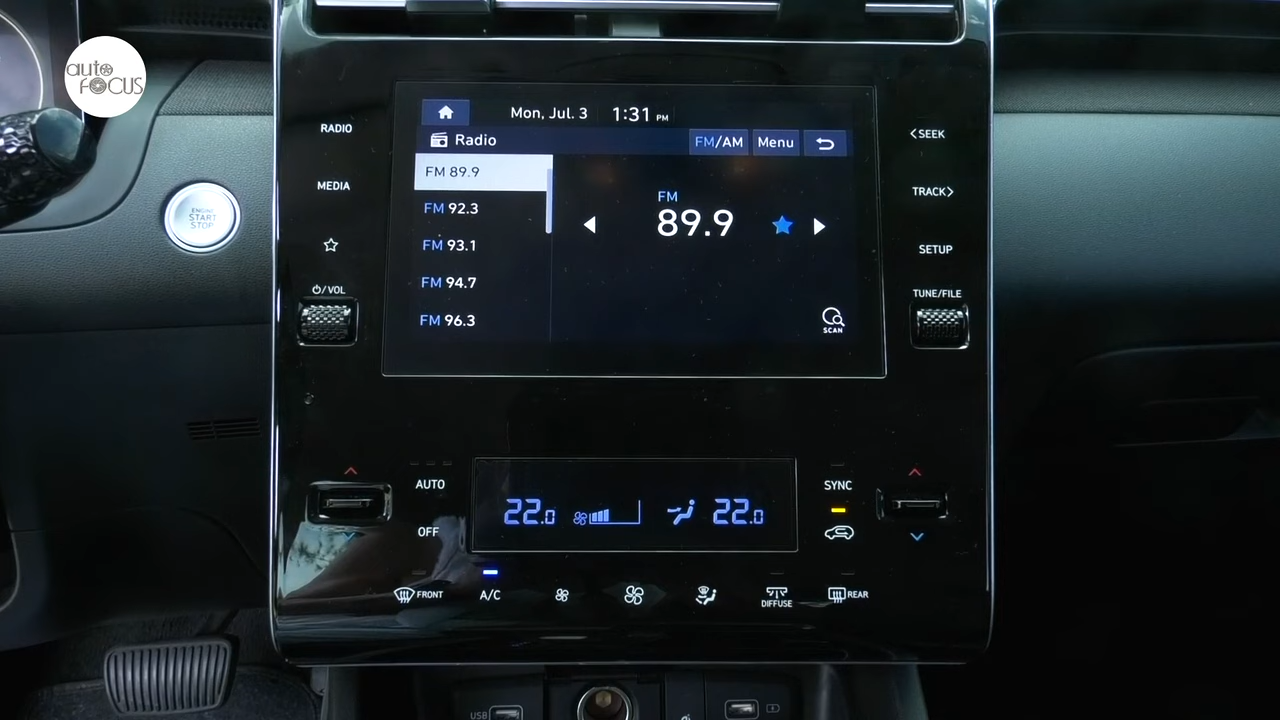 auto
FOCUS
Mon, Jul. 3 1:31 PM
Radio FM/AM Menu
FM 89.9
FM 92.3
FM 93.1
FM 94.7
FM 96.3
FM
89.9
SCAN
RADIO
MEDIA
⏻/VOL
<SEEK
TRACK>
SETUP
TUNE/FILE
ENGINE
START
STOP
AUTO
OFF
22.0 22.0
SYNC
FRONT
A/C
DIFFUSE
REAR
USB